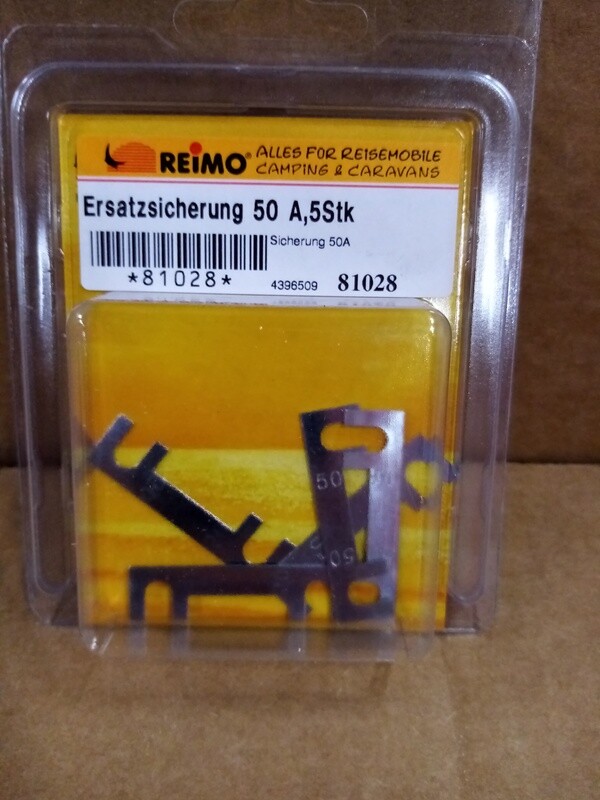 REIMO® ALLES FÜR REISEMOBILE
CAMPING & CARAVANS
Ersatzsicherung 50 A,5Stk
Sicherung 50A
*81028*
4396509 81028
50
50